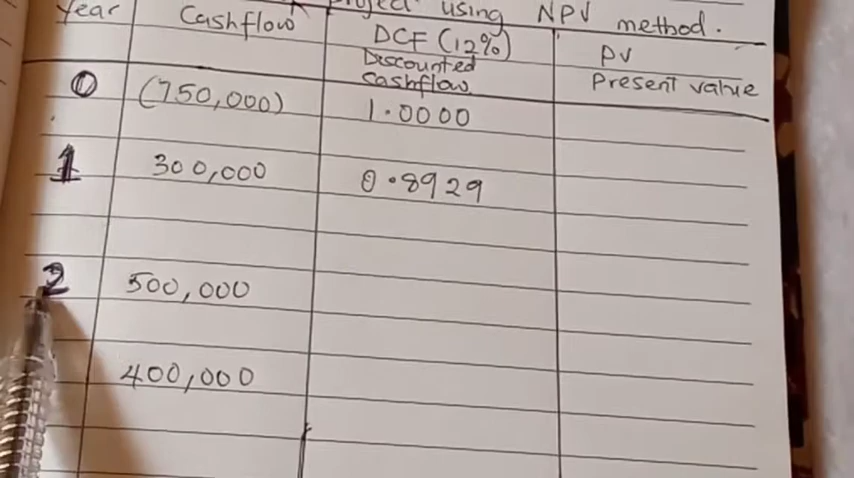 project using NPV method.
Year Cashflow DCF (12%) PV
Discounted Present value
Cashflow
0 (750,000) 1.0000
1 300,000 0.8929
2 500,000
400,000